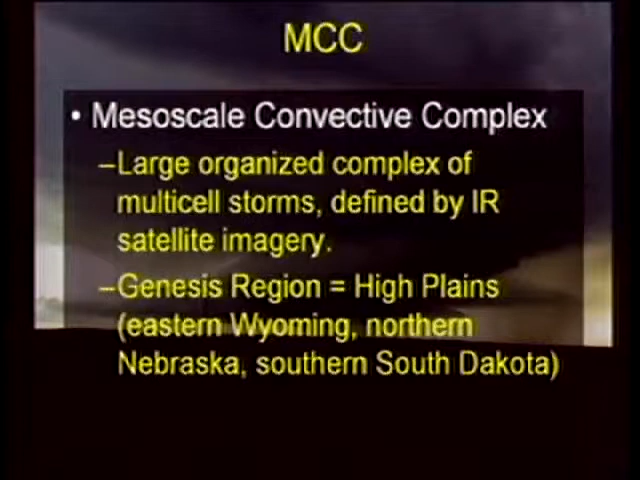 MCC
• Mesoscale Convective Complex
–Large organized complex of
multicell storms, defined by IR
satellite imagery.
–Genesis Region = High Plains
(eastern Wyoming, northern
Nebraska, southern South Dakota)